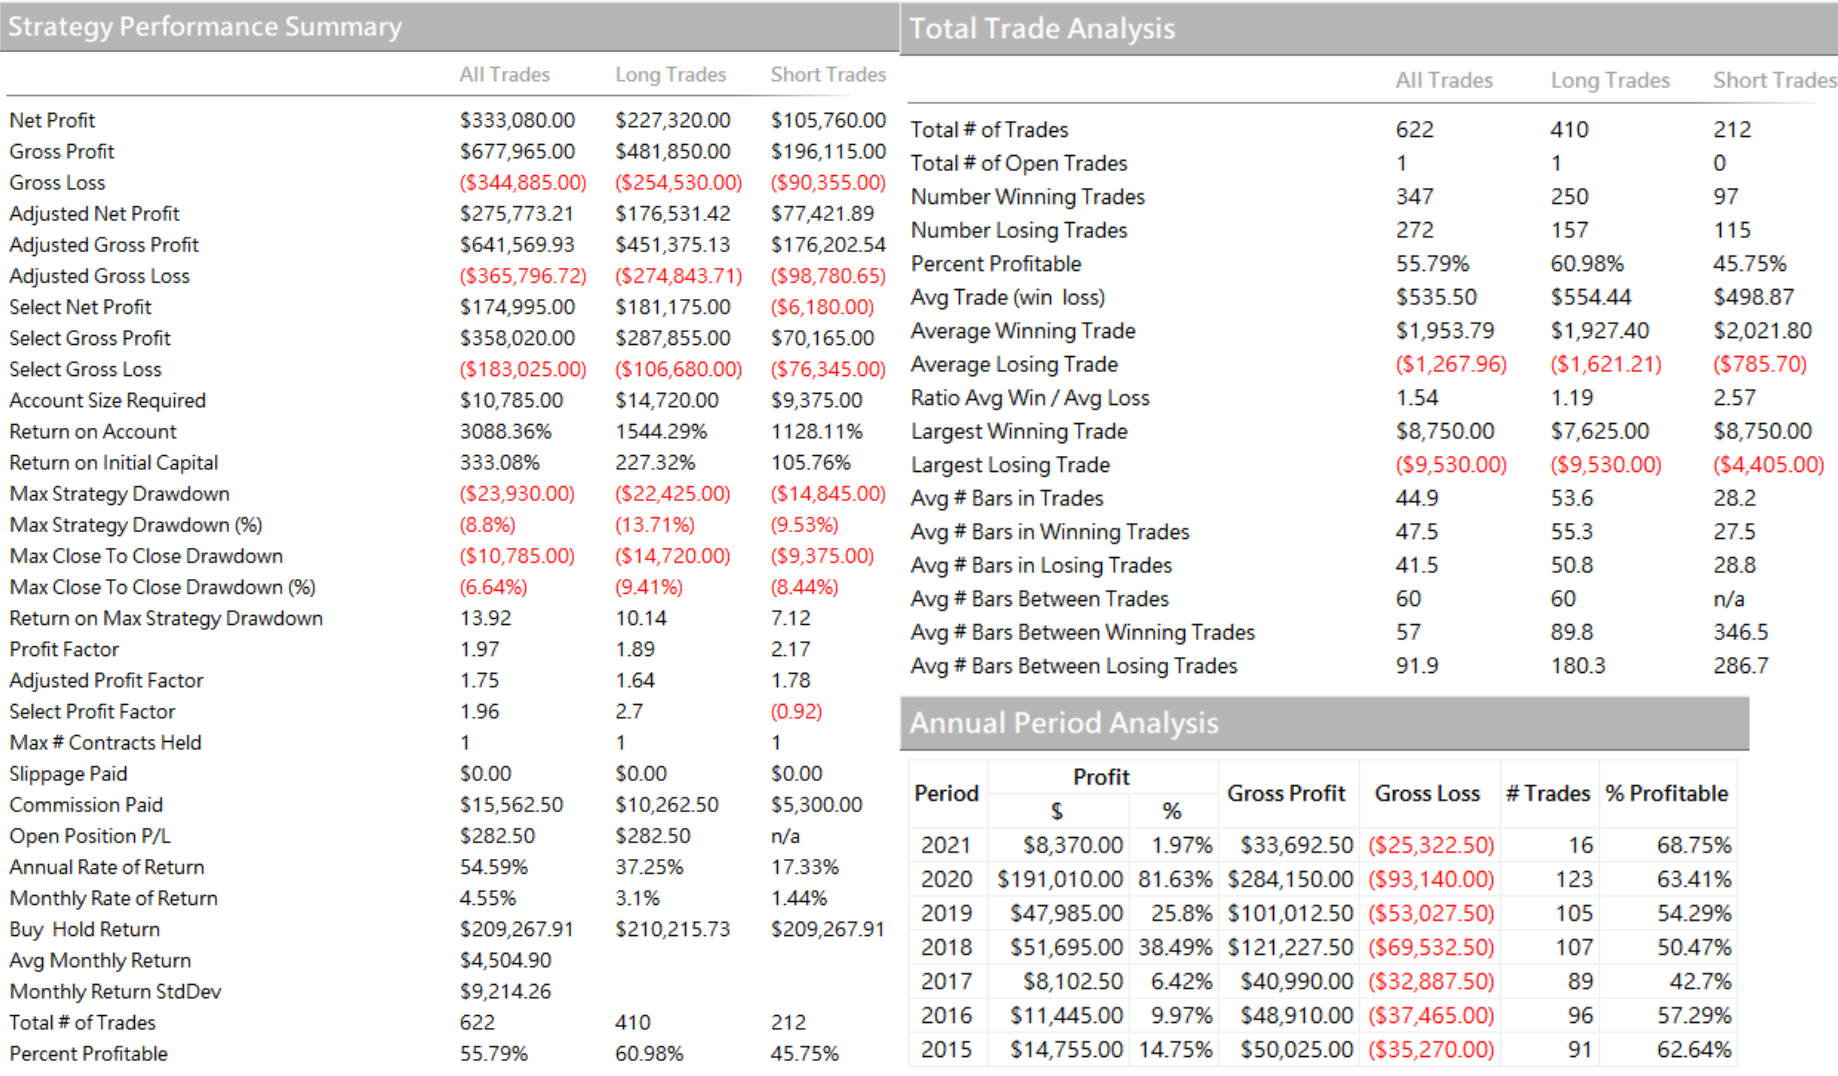 Strategy Performance Summary
All Trades Long Trades Short Trades
Net Profit $333,080.00 $227,320.00 $105,760.00
Gross Profit $677,965.00 $481,850.00 $196,115.00
Gross Loss ($344,885.00) ($254,530.00) ($90,355.00)
Adjusted Net Profit $275,773.21 $176,531.42 $77,421.89
Adjusted Gross Profit $641,569.93 $451,375.13 $176,202.54
Adjusted Gross Loss ($365,796.72) ($274,843.71) ($98,780.65)
Select Net Profit $174,995.00 $181,175.00 ($6,180.00)
Select Gross Profit $358,020.00 $287,855.00 $70,165.00
Select Gross Loss ($183,025.00) ($106,680.00) ($76,345.00)
Account Size Required $10,785.00 $14,720.00 $9,375.00
Return on Account 3088.36% 1544.29% 1128.11%
Return on Initial Capital 333.08% 227.32% 105.76%
Max Strategy Drawdown ($23,930.00) ($22,425.00) ($14,845.00)
Max Strategy Drawdown (%) (8.8%) (13.71%) (9.53%)
Max Close To Close Drawdown ($10,785.00) ($14,720.00) ($9,375.00)
Max Close To Close Drawdown (%) (6.64%) (9.41%) (8.44%)
Return on Max Strategy Drawdown 13.92 10.14 7.12
Profit Factor 1.97 1.89 2.17
Adjusted Profit Factor 1.75 1.64 1.78
Select Profit Factor 1.96 2.7 (0.92)
Max # Contracts Held 1 1 1
Slippage Paid $0.00 $0.00 $0.00
Commission Paid $15,562.50 $10,262.50 $5,300.00
Open Position P/L $282.50 $282.50 n/a
Annual Rate of Return 54.59% 37.25% 17.33%
Monthly Rate of Return 4.55% 3.1% 1.44%
Buy Hold Return $209,267.91 $210,215.73 $209,267.91
Avg Monthly Return $4,504.90
Monthly Return StdDev $9,214.26
Total # of Trades 622 410 212
Percent Profitable 55.79% 60.98% 45.75%
Total Trade Analysis
All Trades Long Trades Short Trades
Total # of Trades 622 410 212
Total # of Open Trades 1 1 0
Number Winning Trades 347 250 97
Number Losing Trades 272 157 115
Percent Profitable 55.79% 60.98% 45.75%
Avg Trade (win loss) $535.50 $554.44 $498.87
Average Winning Trade $1,953.79 $1,927.40 $2,021.80
Average Losing Trade ($1,267.96) ($1,621.21) ($785.70)
Ratio Avg Win / Avg Loss 1.54 1.19 2.57
Largest Winning Trade $8,750.00 $7,625.00 $8,750.00
Largest Losing Trade ($9,530.00) ($9,530.00) ($4,405.00)
Avg # Bars in Trades 44.9 53.6 28.2
Avg # Bars in Winning Trades 47.5 55.3 27.5
Avg # Bars in Losing Trades 41.5 50.8 28.8
Avg # Bars Between Trades 60 60 n/a
Avg # Bars Between Winning Trades 57 89.8 346.5
Avg # Bars Between Losing Trades 91.9 180.3 286.7
Annual Period Analysis
Period Profit Gross Profit Gross Loss # Trades % Profitable
$ %
2021 $8,370.00 1.97% $33,692.50 ($25,322.50) 16 68.75%
2020 $191,010.00 81.63% $284,150.00 ($93,140.00) 123 63.41%
2019 $47,985.00 25.8% $101,012.50 ($53,027.50) 105 54.29%
2018 $51,695.00 38.49% $121,227.50 ($69,532.50) 107 50.47%
2017 $8,102.50 6.42% $40,990.00 ($32,887.50) 89 42.7%
2016 $11,445.00 9.97% $48,910.00 ($37,465.00) 96 57.29%
2015 $14,755.00 14.75% $50,025.00 ($35,270.00) 91 62.64%